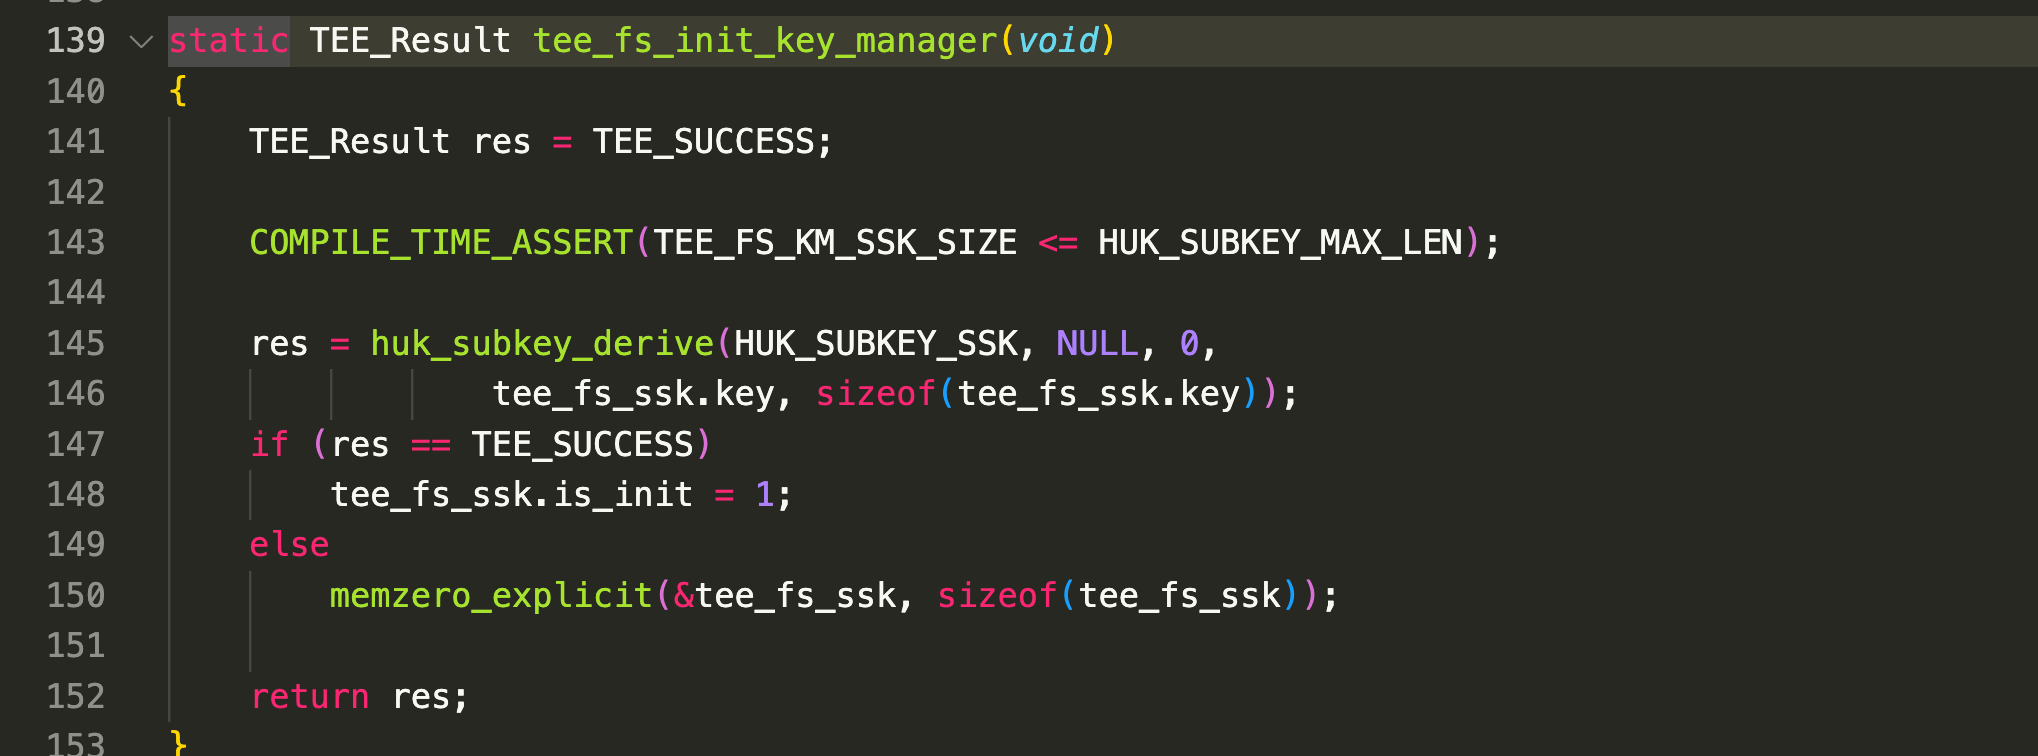 139 static TEE_Result tee_fs_init_key_manager(void)
140 {
141     TEE_Result res = TEE_SUCCESS;
142
143     COMPILE_TIME_ASSERT(TEE_FS_KM_SSK_SIZE <= HUK_SUBKEY_MAX_LEN);
144
145     res = huk_subkey_derive(HUK_SUBKEY_SSK, NULL, 0,
146                 tee_fs_ssk.key, sizeof(tee_fs_ssk.key));
147     if (res == TEE_SUCCESS)
148         tee_fs_ssk.is_init = 1;
149     else
150         memzero_explicit(&tee_fs_ssk, sizeof(tee_fs_ssk));
151
152     return res;
153 }